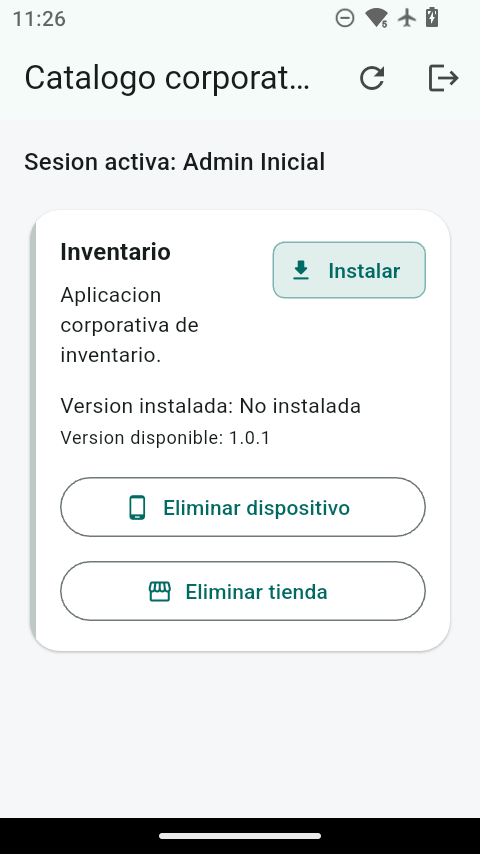 11:26
Catalogo corporat...
Sesion activa: Admin Inicial
Inventario
Instalar
Aplicacion
corporativa de
inventario.
Version instalada: No instalada
Version disponible: 1.0.1
Eliminar dispositivo
Eliminar tienda